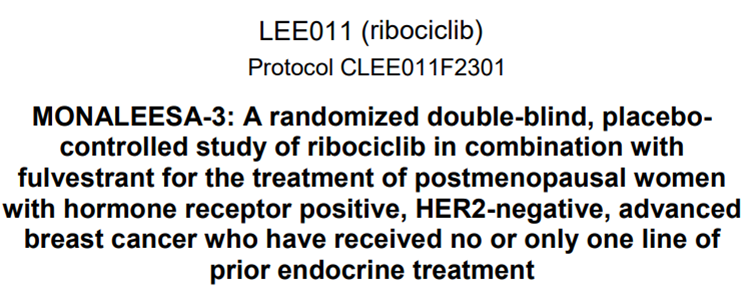 LEE011 (ribociclib)
Protocol CLEE011F2301
MONALEESA-3: A randomized double-blind, placebo-
controlled study of ribociclib in combination with
fulvestrant for the treatment of postmenopausal women
with hormone receptor positive, HER2-negative, advanced
breast cancer who have received no or only one line of
prior endocrine treatment